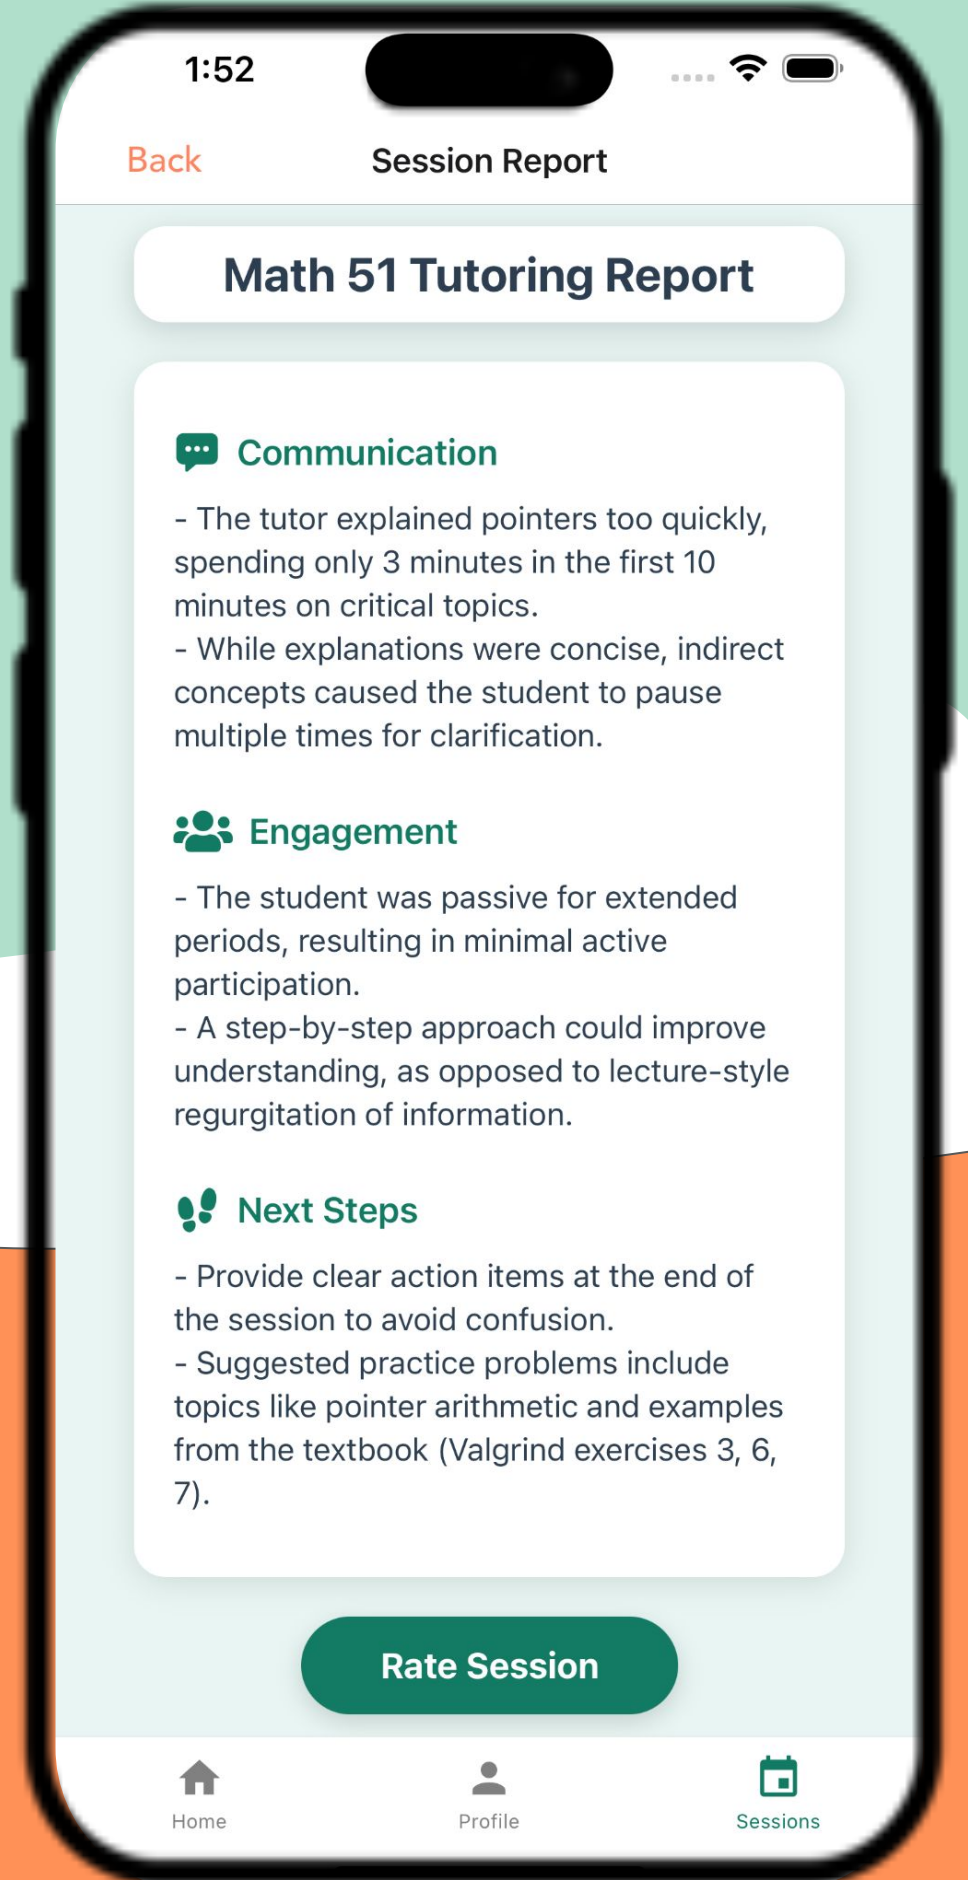 1:52
Back
Session Report
Math 51 Tutoring Report
Communication
- The tutor explained pointers too quickly,
spending only 3 minutes in the first 10
minutes on critical topics.
- While explanations were concise, indirect
concepts caused the student to pause
multiple times for clarification.
Engagement
- The student was passive for extended
periods, resulting in minimal active
participation.
- A step-by-step approach could improve
understanding, as opposed to lecture-style
regurgitation of information.
Next Steps
- Provide clear action items at the end of
the session to avoid confusion.
- Suggested practice problems include
topics like pointer arithmetic and examples
from the textbook (Valgrind exercises 3, 6,
7).
Rate Session
Home
Profile
Sessions